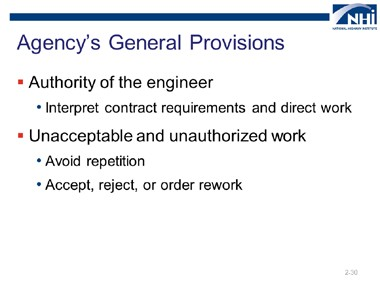 NHI
NATIONAL HIGHWAY INSTITUTE
Agency's General Provisions
Authority of the engineer
• Interpret contract requirements and direct work
Unacceptable and unauthorized work
• Avoid repetition
• Accept, reject, or order rework
2-30